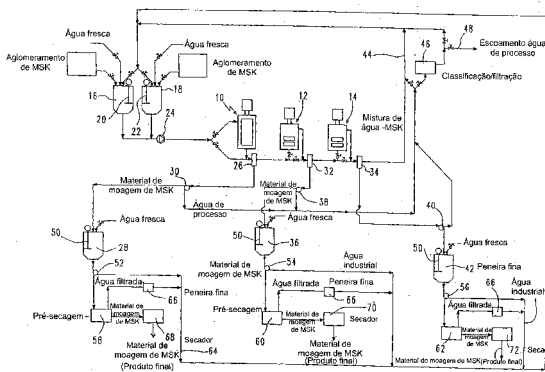 Água fresca
Água fresca
48
46
44
Escoamento água
de processo
Aglomeramento de
MSK
Aglomeramento
de MSK
Classificação/filtração
18
18
20
22
24
10
12
14
Mistura de
água -MSK
30
26
32
34
Material de
moagem de MSK
Material de
moagem de MSK
38
Água de
processo
40
50
Água fresca
28
50
Água fresca
36
50
Água fresca
42
Peneira fina
52
Material de
moagem de MSK
54
Água
industrial
56
Água filtrada
Peneira fina
66
Água filtrada
Peneira fina
66
70
Água filtrada
66
Água
industrial
Pré-secagem
58
Material de
moagem
de MSK
68
Secador
64
Pré-secagem
60
Material de
moagem
de MSK
Secador
62
Material de
moagem
de MSK
72
Material de
moagem de MSK
(Produto final)
Material de
moagem de MSK
(Produto final)
Material de moagem de MSK
(Produto final)